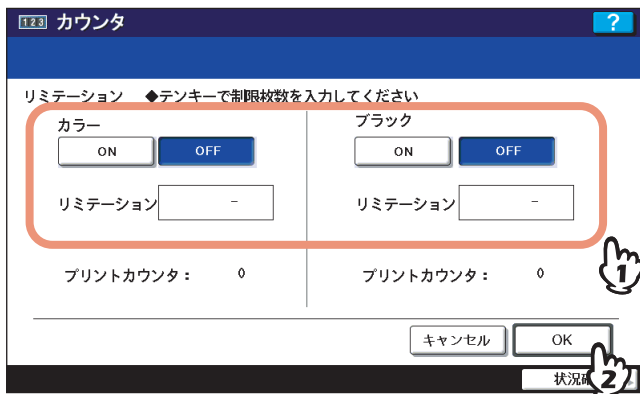 123 カウンタ ?
リミテーション ◆テンキーで制限枚数を入力してください
カラー ブラック
ON OFF ON OFF
リミテーション - リミテーション -
プリントカウンタ： 0 プリントカウンタ： 0
1
キャンセル OK
状況
2